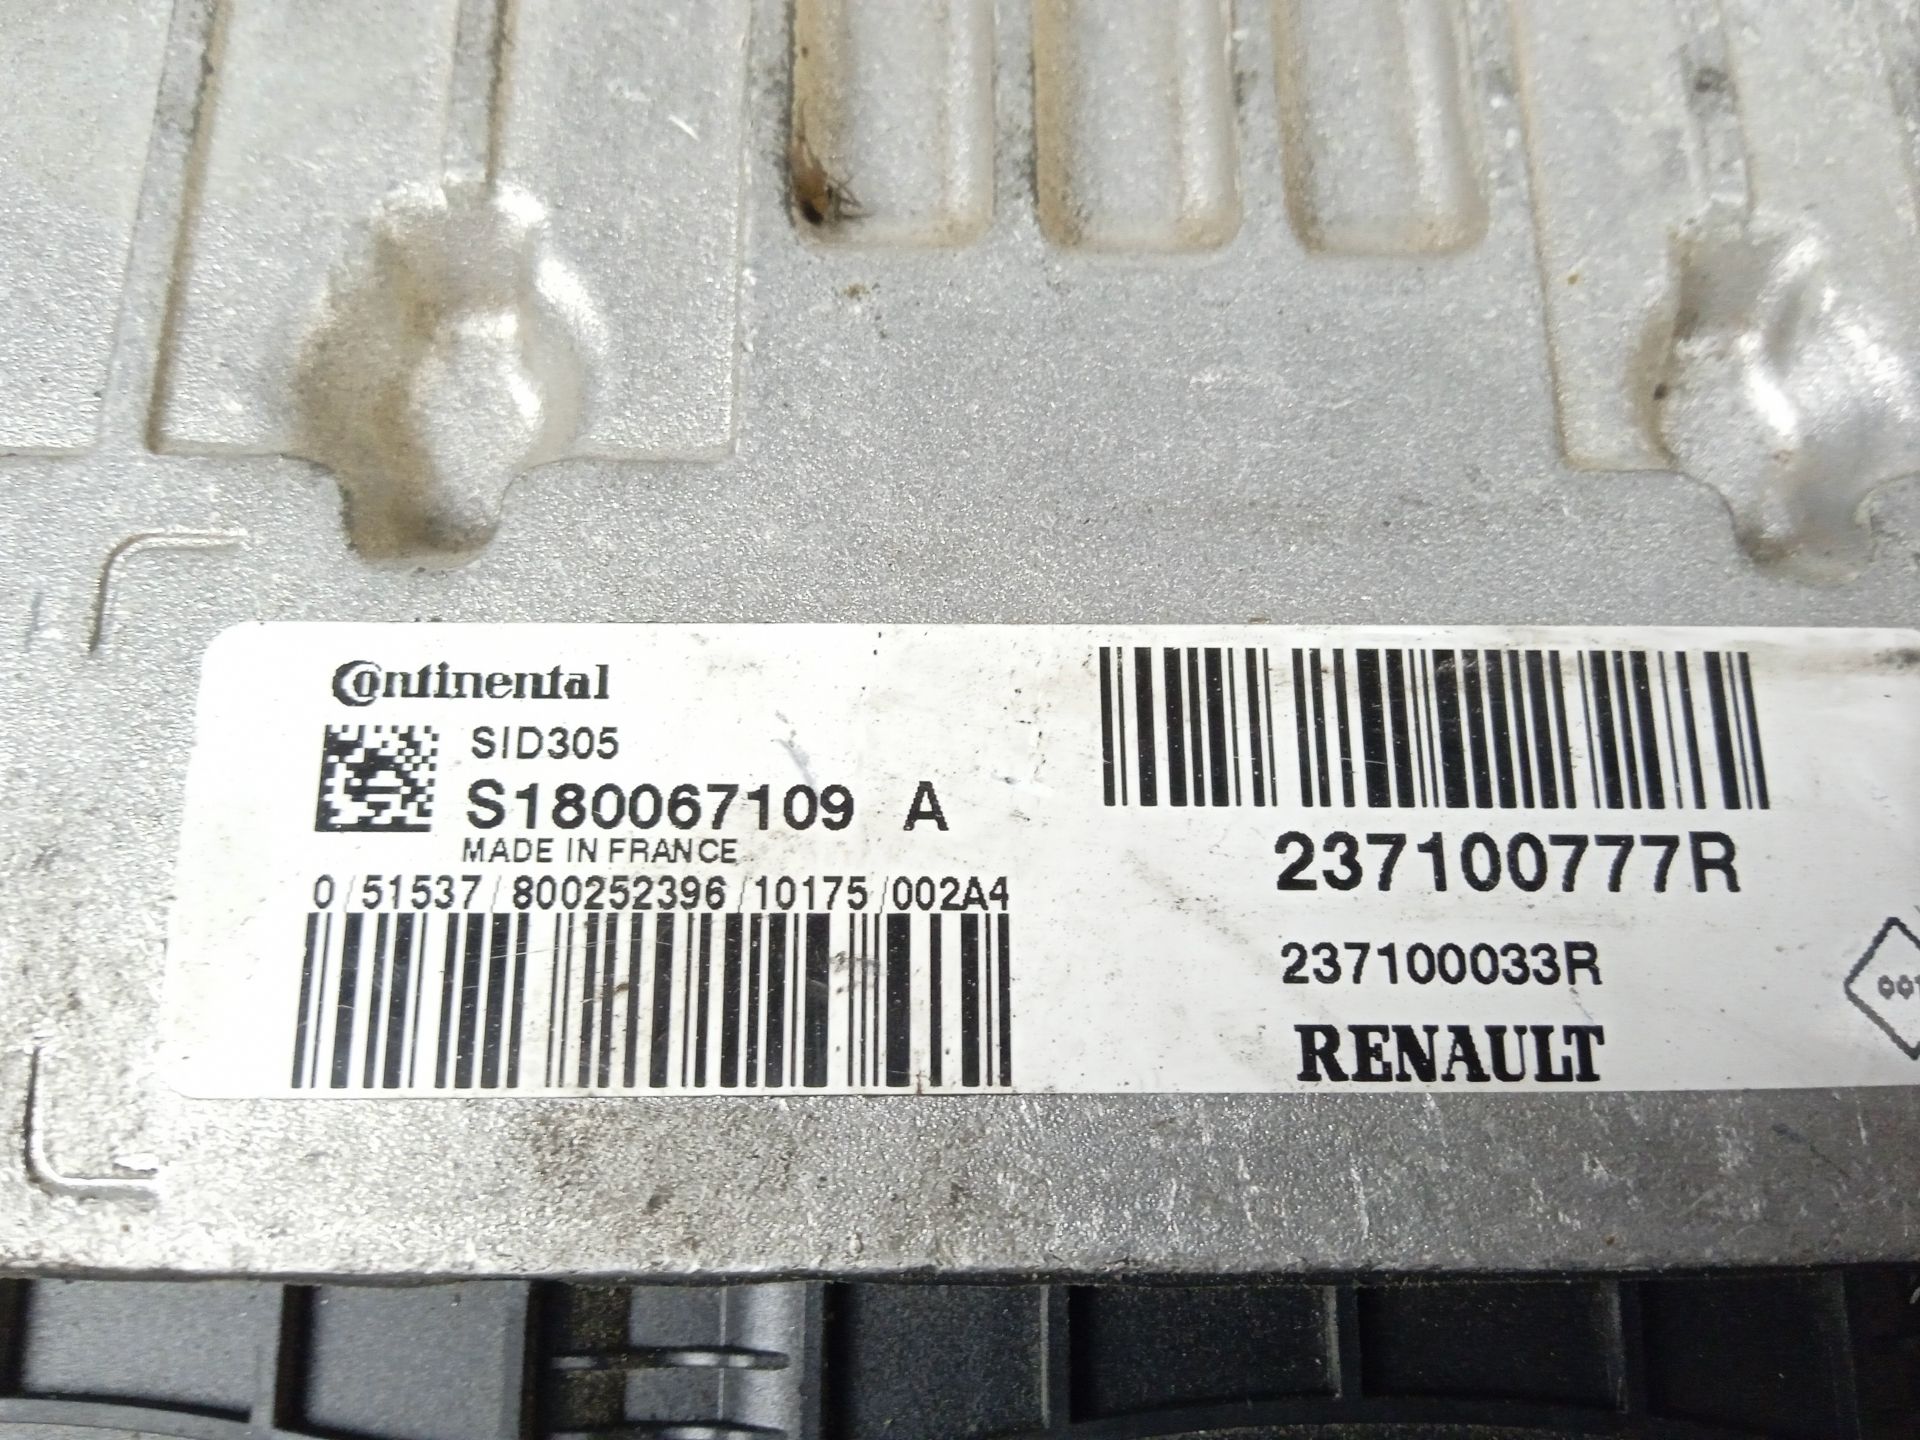 Continental
SID305
S180067109 A
MADE IN FRANCE
0/51537/800252396/10175/002A4
237100777R
237100033R
RENAULT